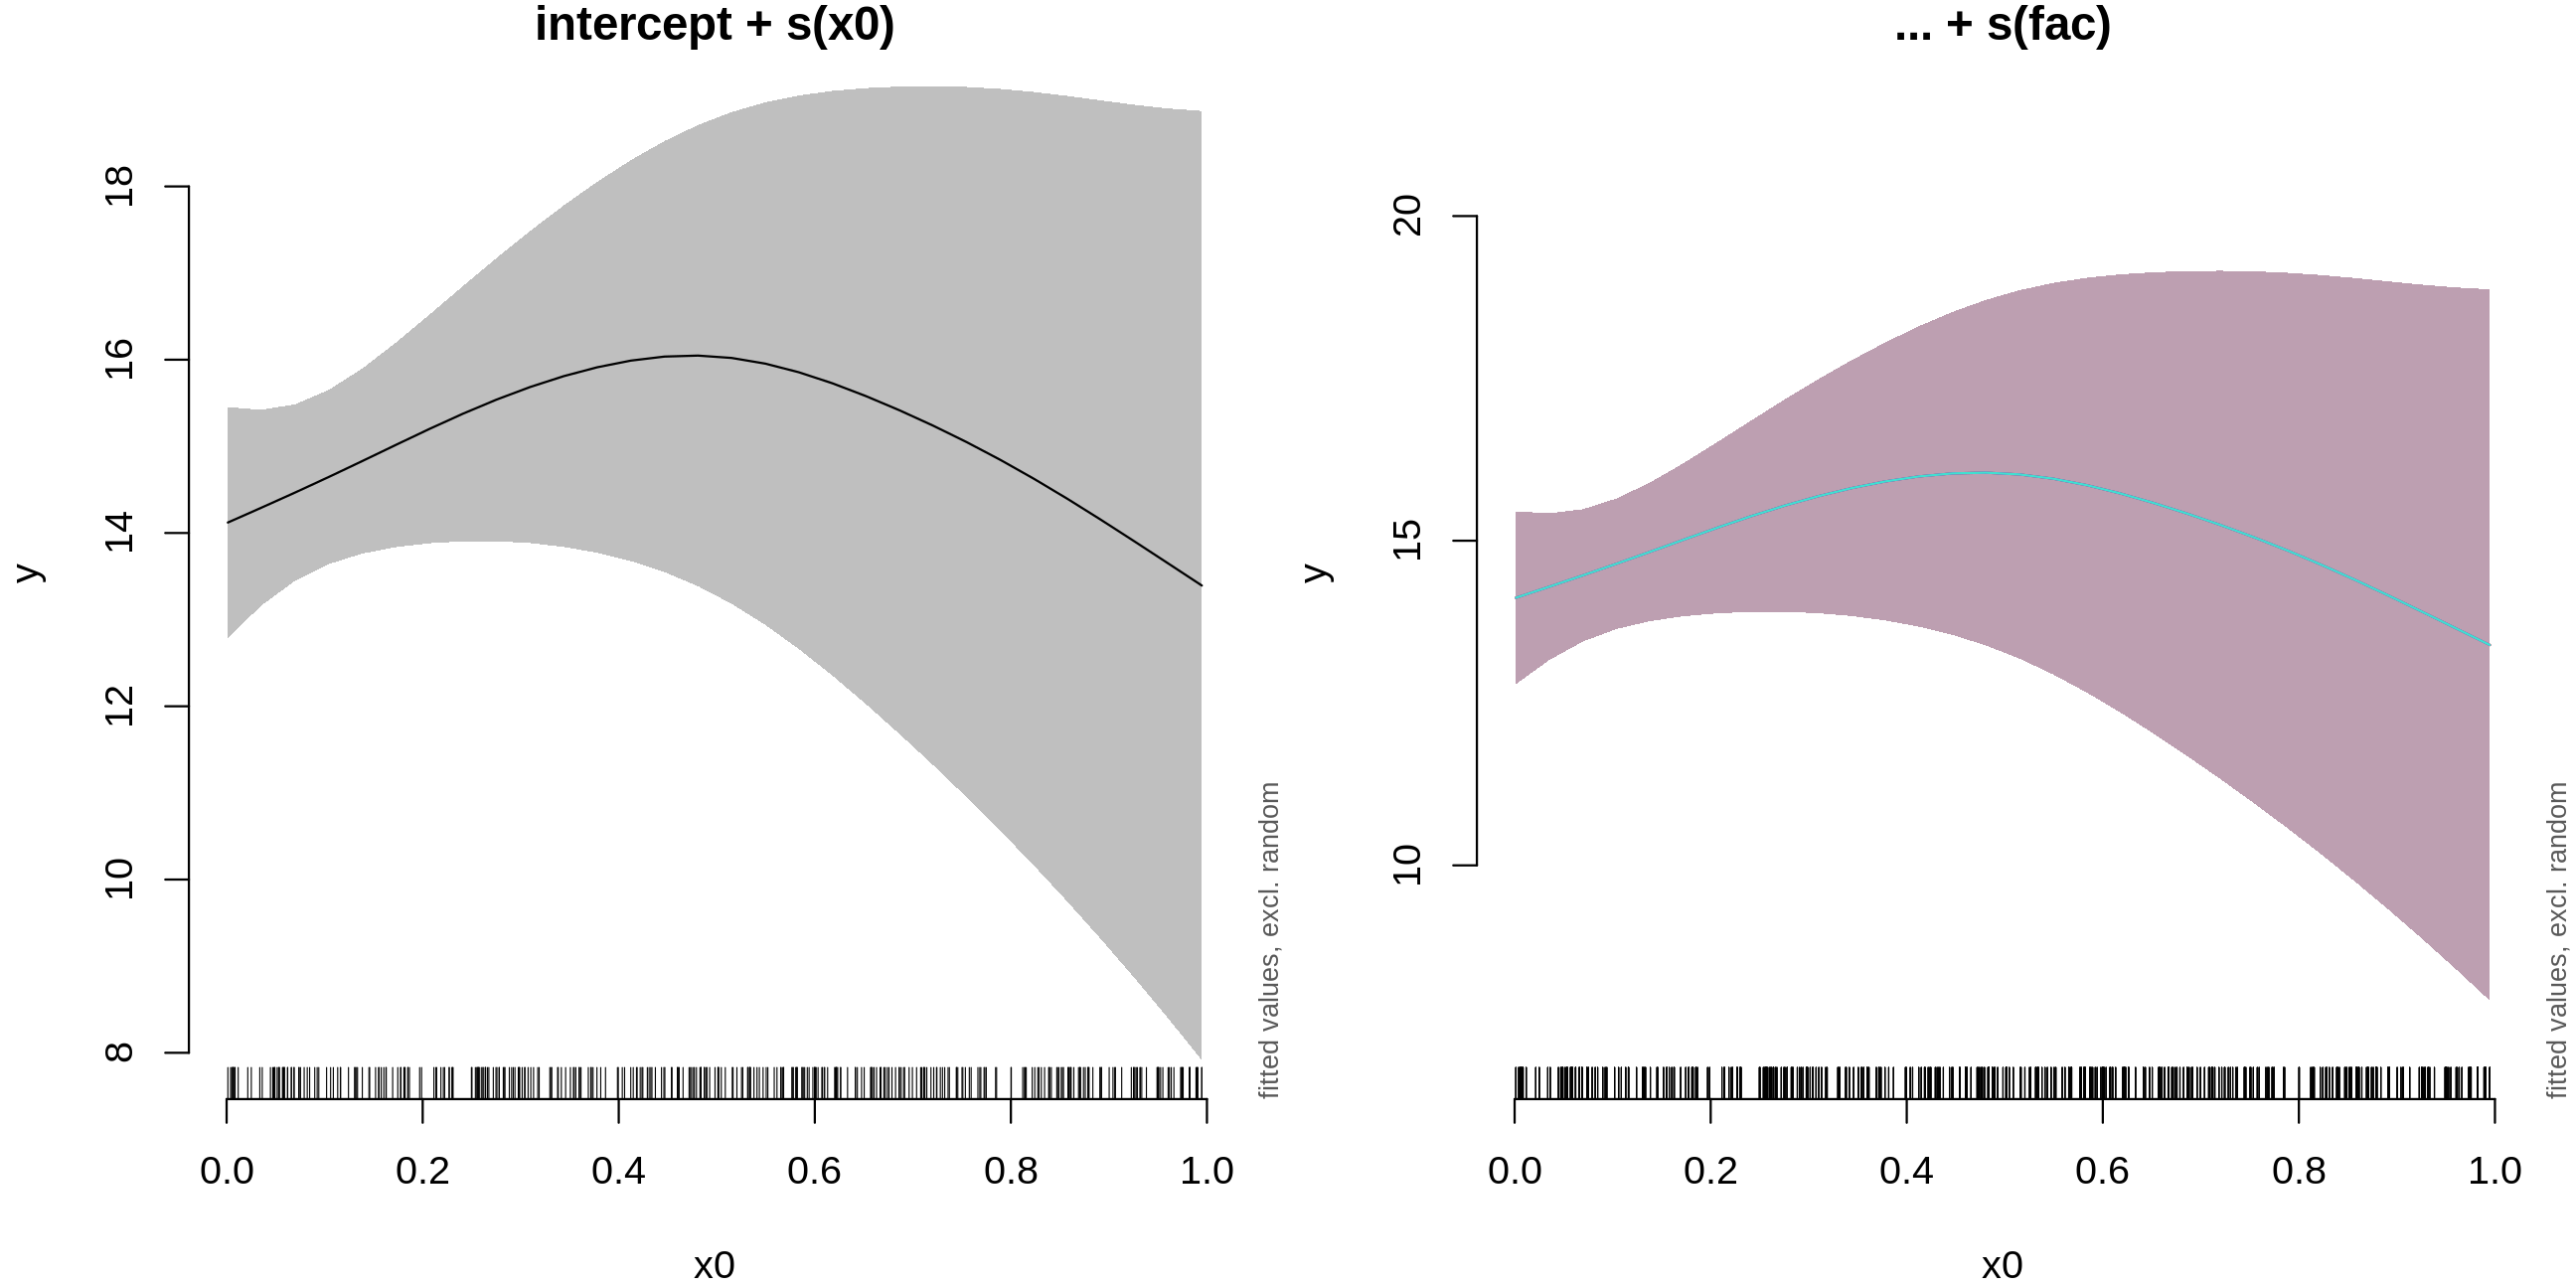 intercept + s(x0)
y
18
16
14
12
10
8
0.0 0.2 0.4 0.6 0.8 1.0
x0
fitted values, excl. random
... + s(fac)
y
20
15
10
0.0 0.2 0.4 0.6 0.8 1.0
x0
fitted values, excl. random